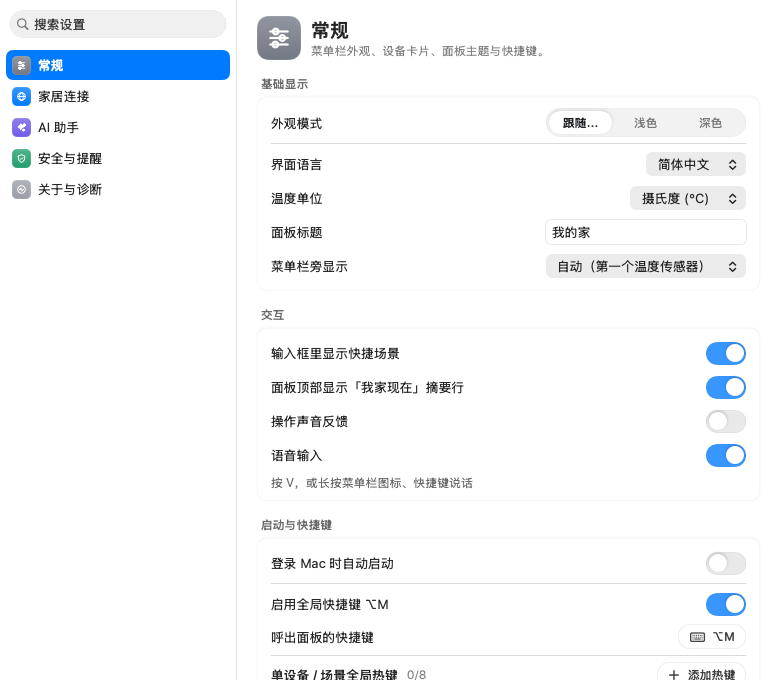 搜索设置
常规
家居连接
AI 助手
安全与提醒
关于与诊断
常规
菜单栏外观、设备卡片、面板主题与快捷键。
基础显示
外观模式 跟随... 浅色 深色
界面语言 简体中文
温度单位 摄氏度 (°C)
面板标题 我的家
菜单栏旁显示 自动（第一个温度传感器）
交互
输入框里显示快捷场景
面板顶部显示「我家现在」摘要行
操作声音反馈
语音输入
按 V，或长按菜单栏图标、快捷键说话
启动与快捷键
登录 Mac 时自动启动
启用全局快捷键 ⌥M
呼出面板的快捷键 ⌥M
单设备 / 场景全局热键 0/8 添加热键